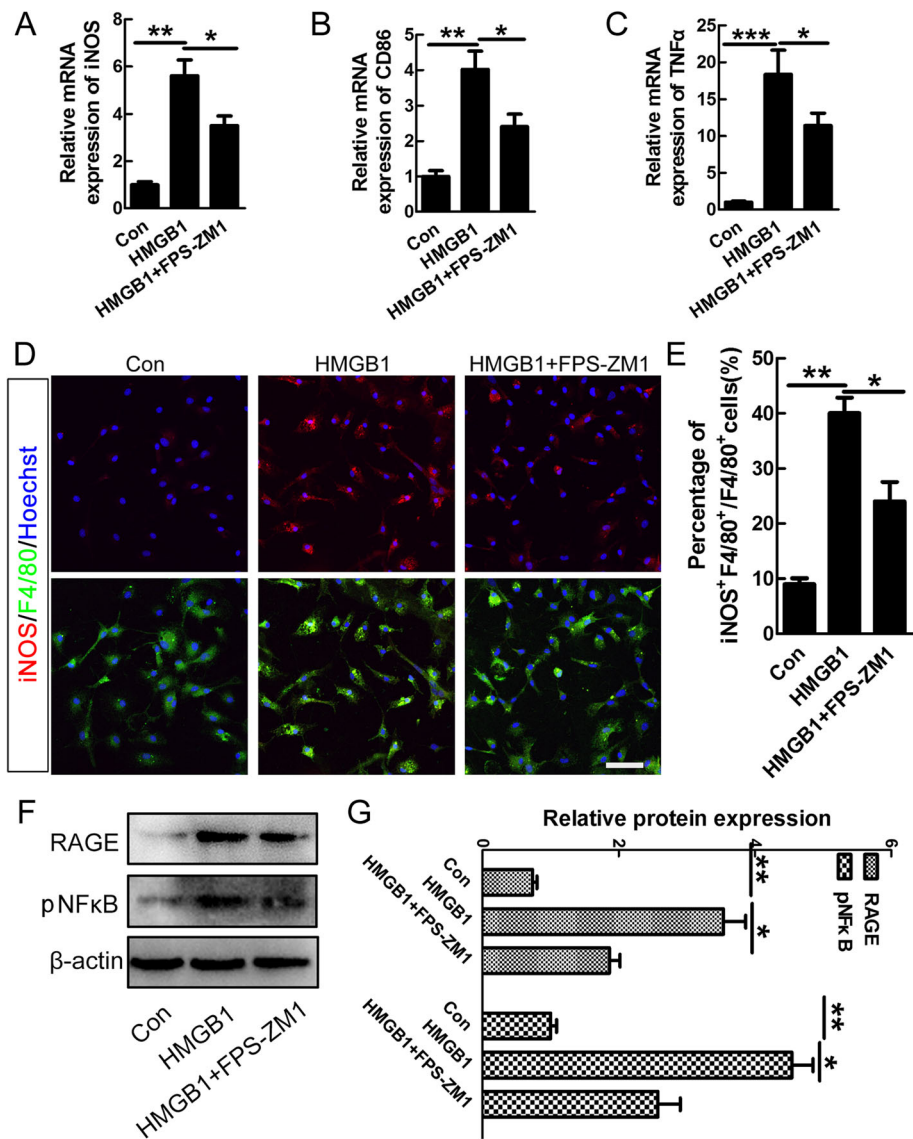 A
Relative mRNA
expression of iNOS
8
6
4
2
0
**
*
Con
HMGB1
HMGB1+FPS-ZM1
B
Relative mRNA
expression of CD86
5
4
3
2
1
0
**
*
Con
HMGB1
HMGB1+FPS-ZM1
C
Relative mRNA
expression of TNFα
25
20
15
10
5
0
***
*
Con
HMGB1
HMGB1+FPS-ZM1
D
Con
HMGB1
HMGB1+FPS-ZM1
iNOS/F4/80/Hoechst
E
Percentage of
iNOS+ F4/80+/F4/80+cells(%)
50
40
30
20
10
0
**
*
Con
HMGB1
HMGB1+FPS-ZM1
F
RAGE
pNFκB
β-actin
Con
HMGB1
HMGB1+FPS-ZM1
G
Relative protein expression
0
2
4
6
RAGE
pNFκ B
**
*
Con
HMGB1
HMGB1+FPS-ZM1
**
*
Con
HMGB1
HMGB1+FPS-ZM1